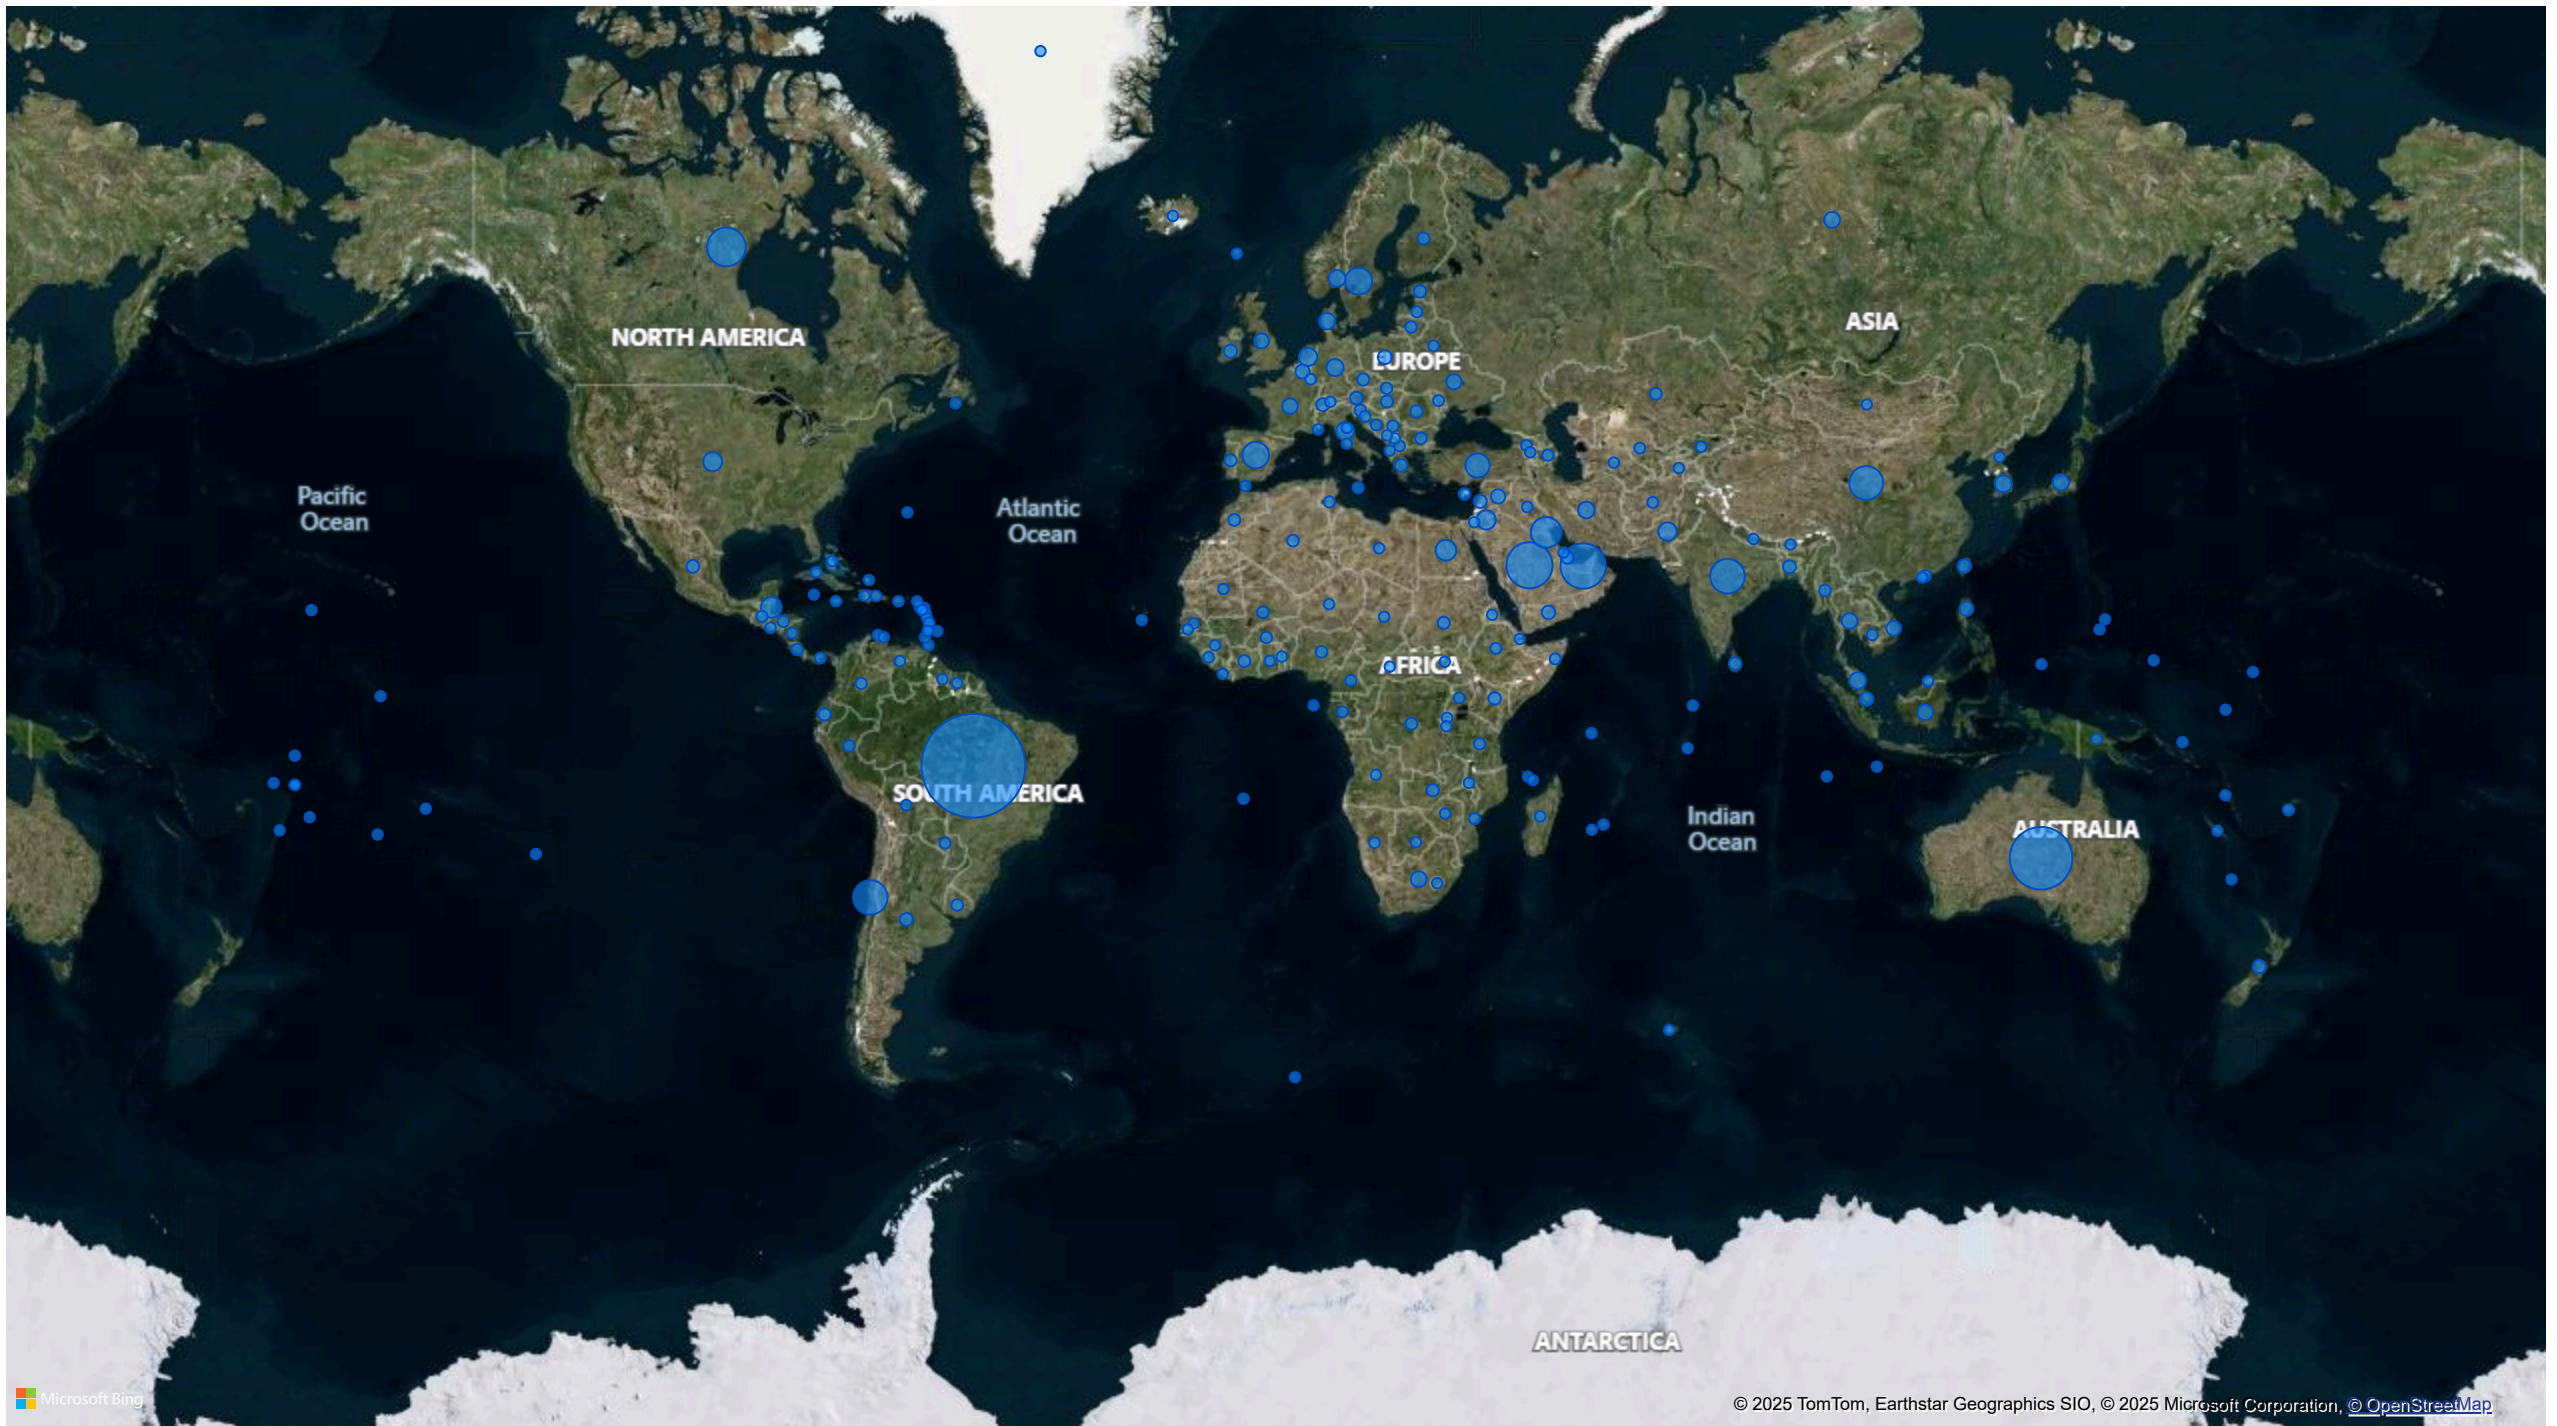 NORTH AMERICA
ASIA
EUROPE
Pacific
Ocean
Atlantic
Ocean
AFRICA
SOUTH AMERICA
Indian
Ocean
AUSTRALIA
ANTARCTICA
Microsoft Bing
© 2025 TomTom, Earthstar Geographics SIO, © 2025 Microsoft Corporation, © OpenStreetMap